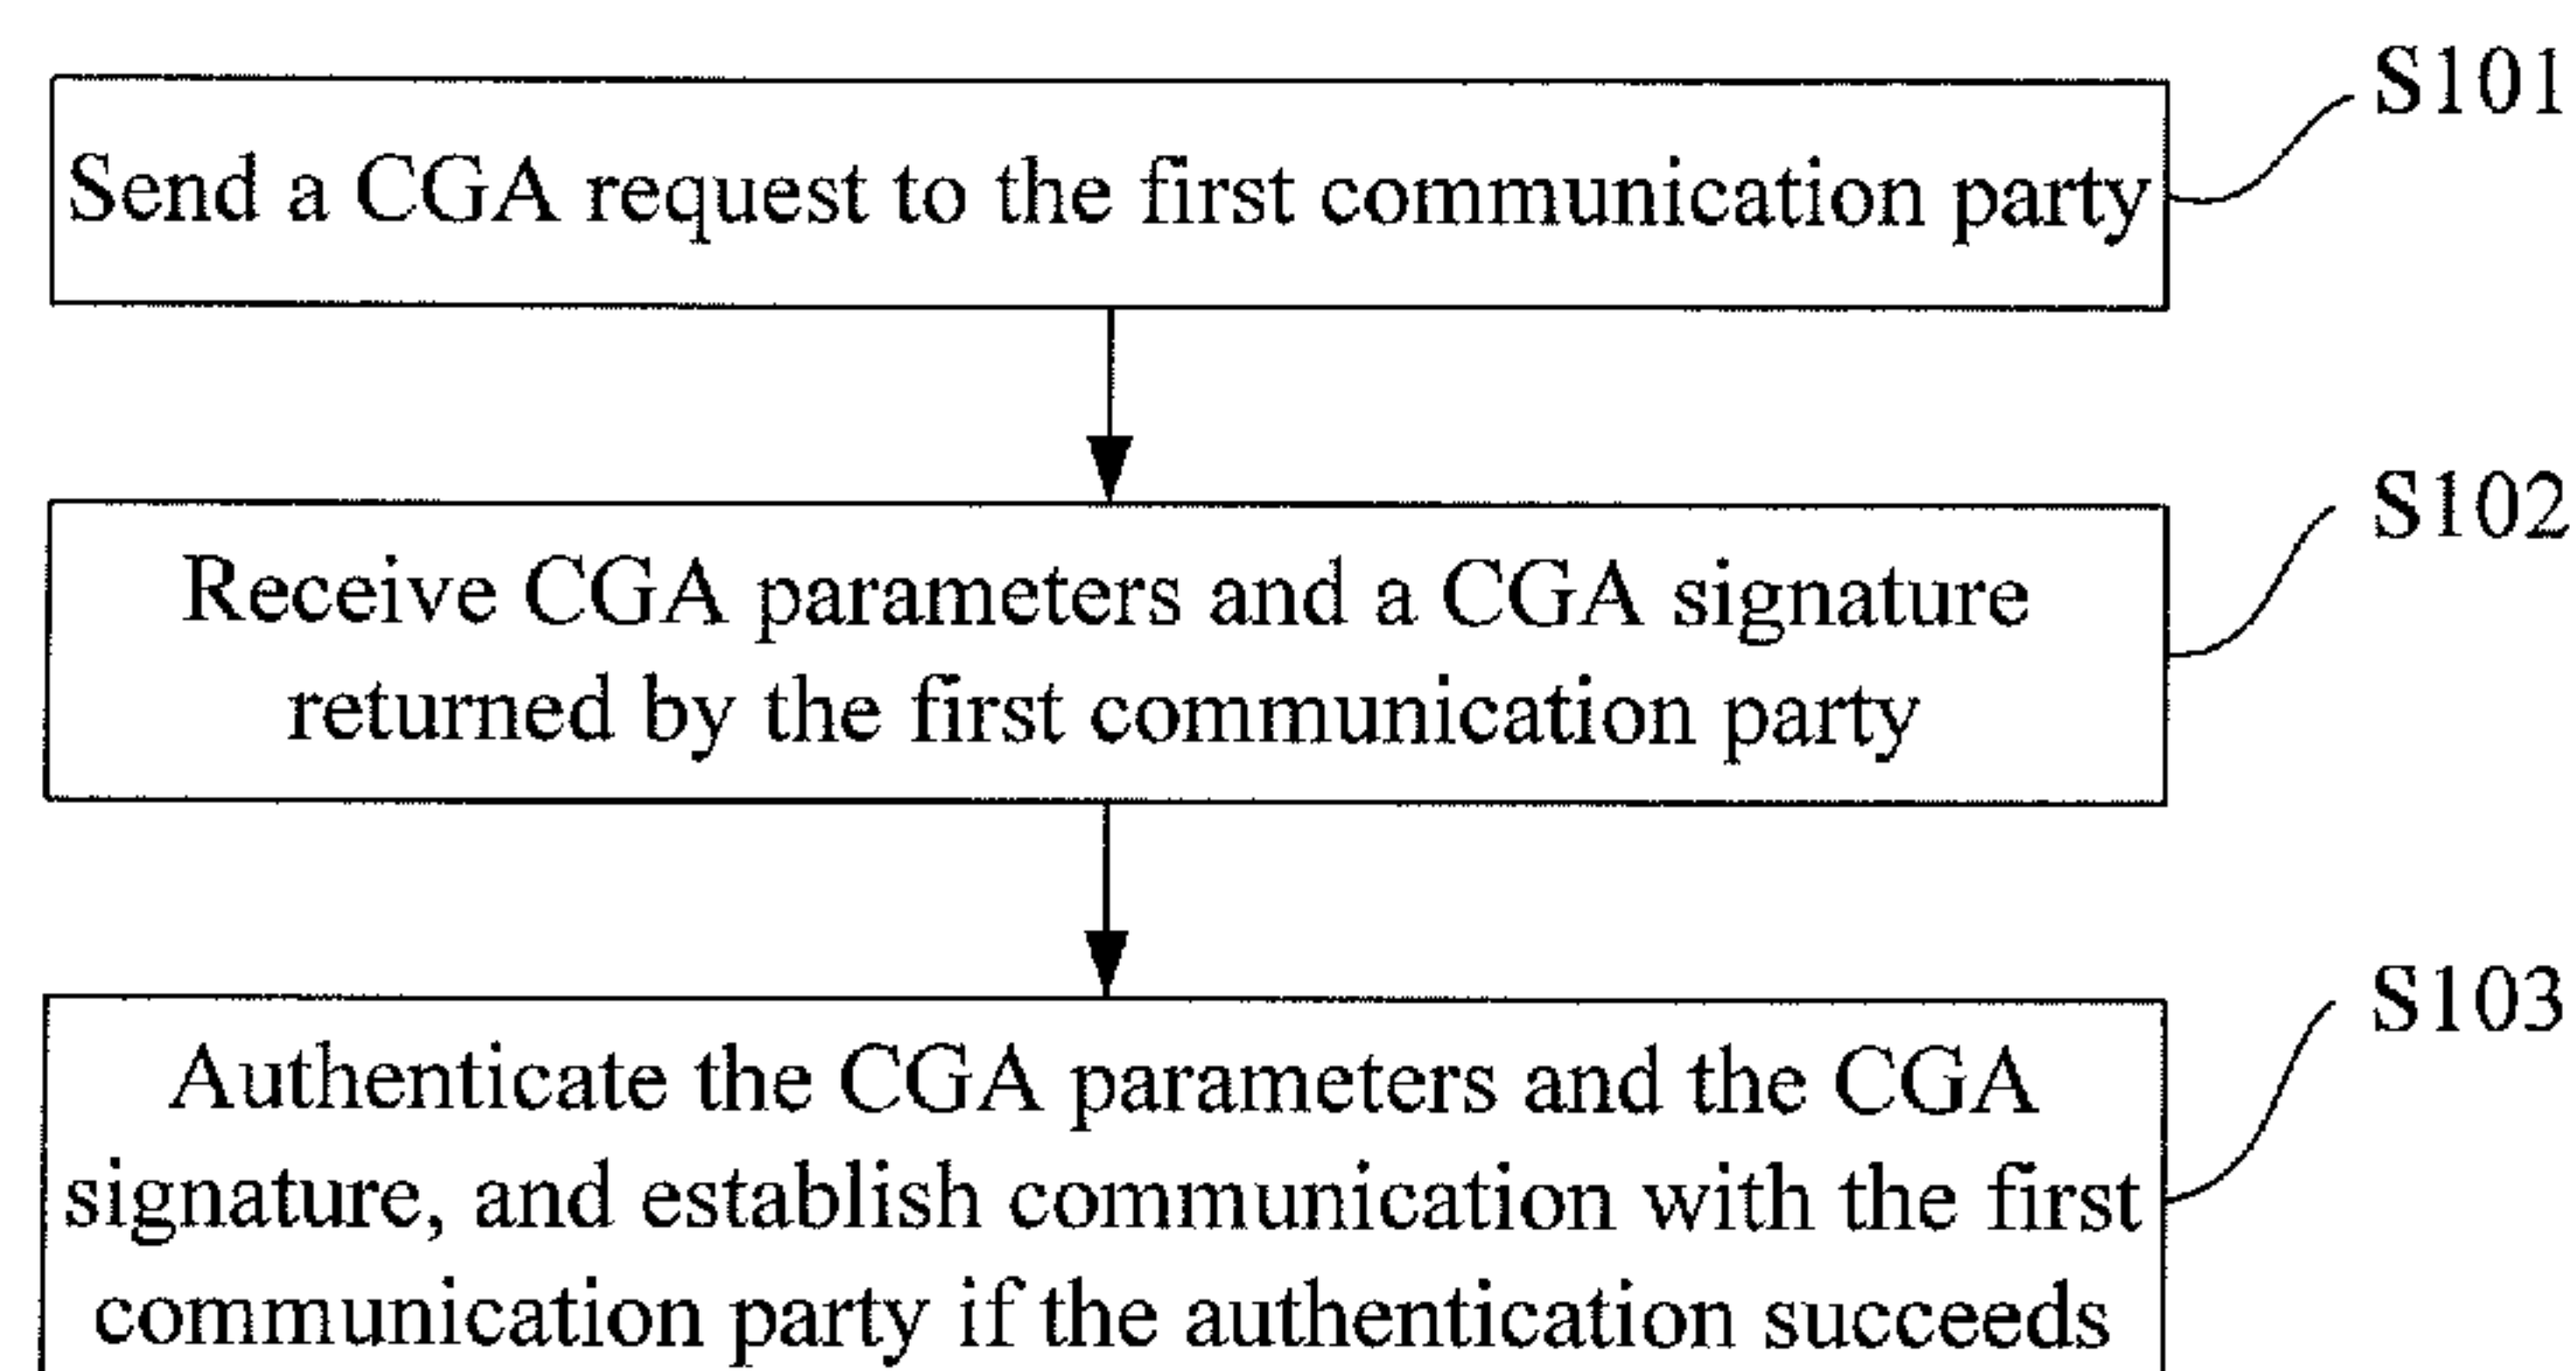 S101
Send a CGA request to the first communication party
S102
Receive CGA parameters and a CGA signature
returned by the first communication party
S103
Authenticate the CGA parameters and the CGA
signature, and establish communication with the first
communication party if the authentication succeeds